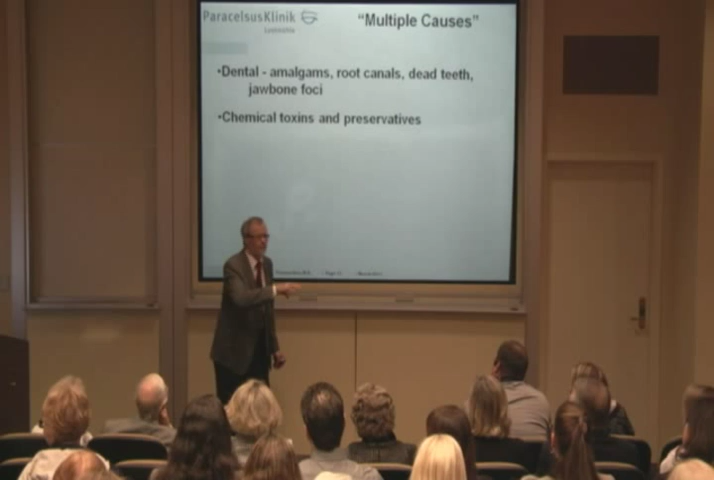 ParacelsusKlinik
"Multiple Causes"
•Dental - amalgams, root canals, dead teeth,
jawbone foci
•Chemical toxins and preservatives